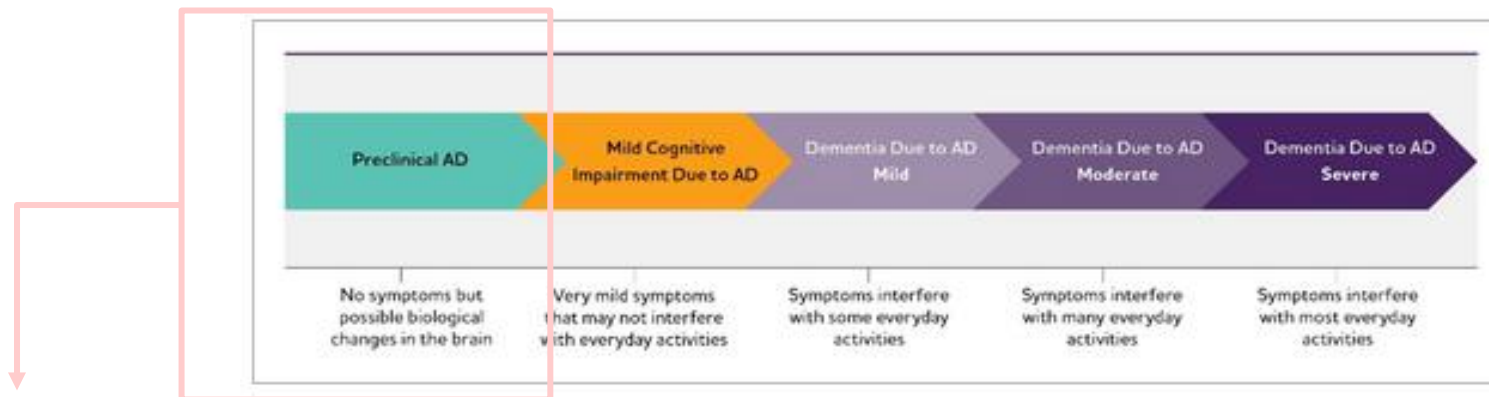 Preclinical AD
Mild Cognitive
Impairment Due to AD
Dementia Due to AD
Mild
Dementia Due to AD
Moderate
Dementia Due to AD
Severe
No symptoms but
possible biological
changes in the brain
Very mild symptoms
that may not interfere
with everyday activities
Symptoms interfere
with some everyday
activities
Symptoms interfere
with many everyday
activities
Symptoms interfere
with most everyday
activities